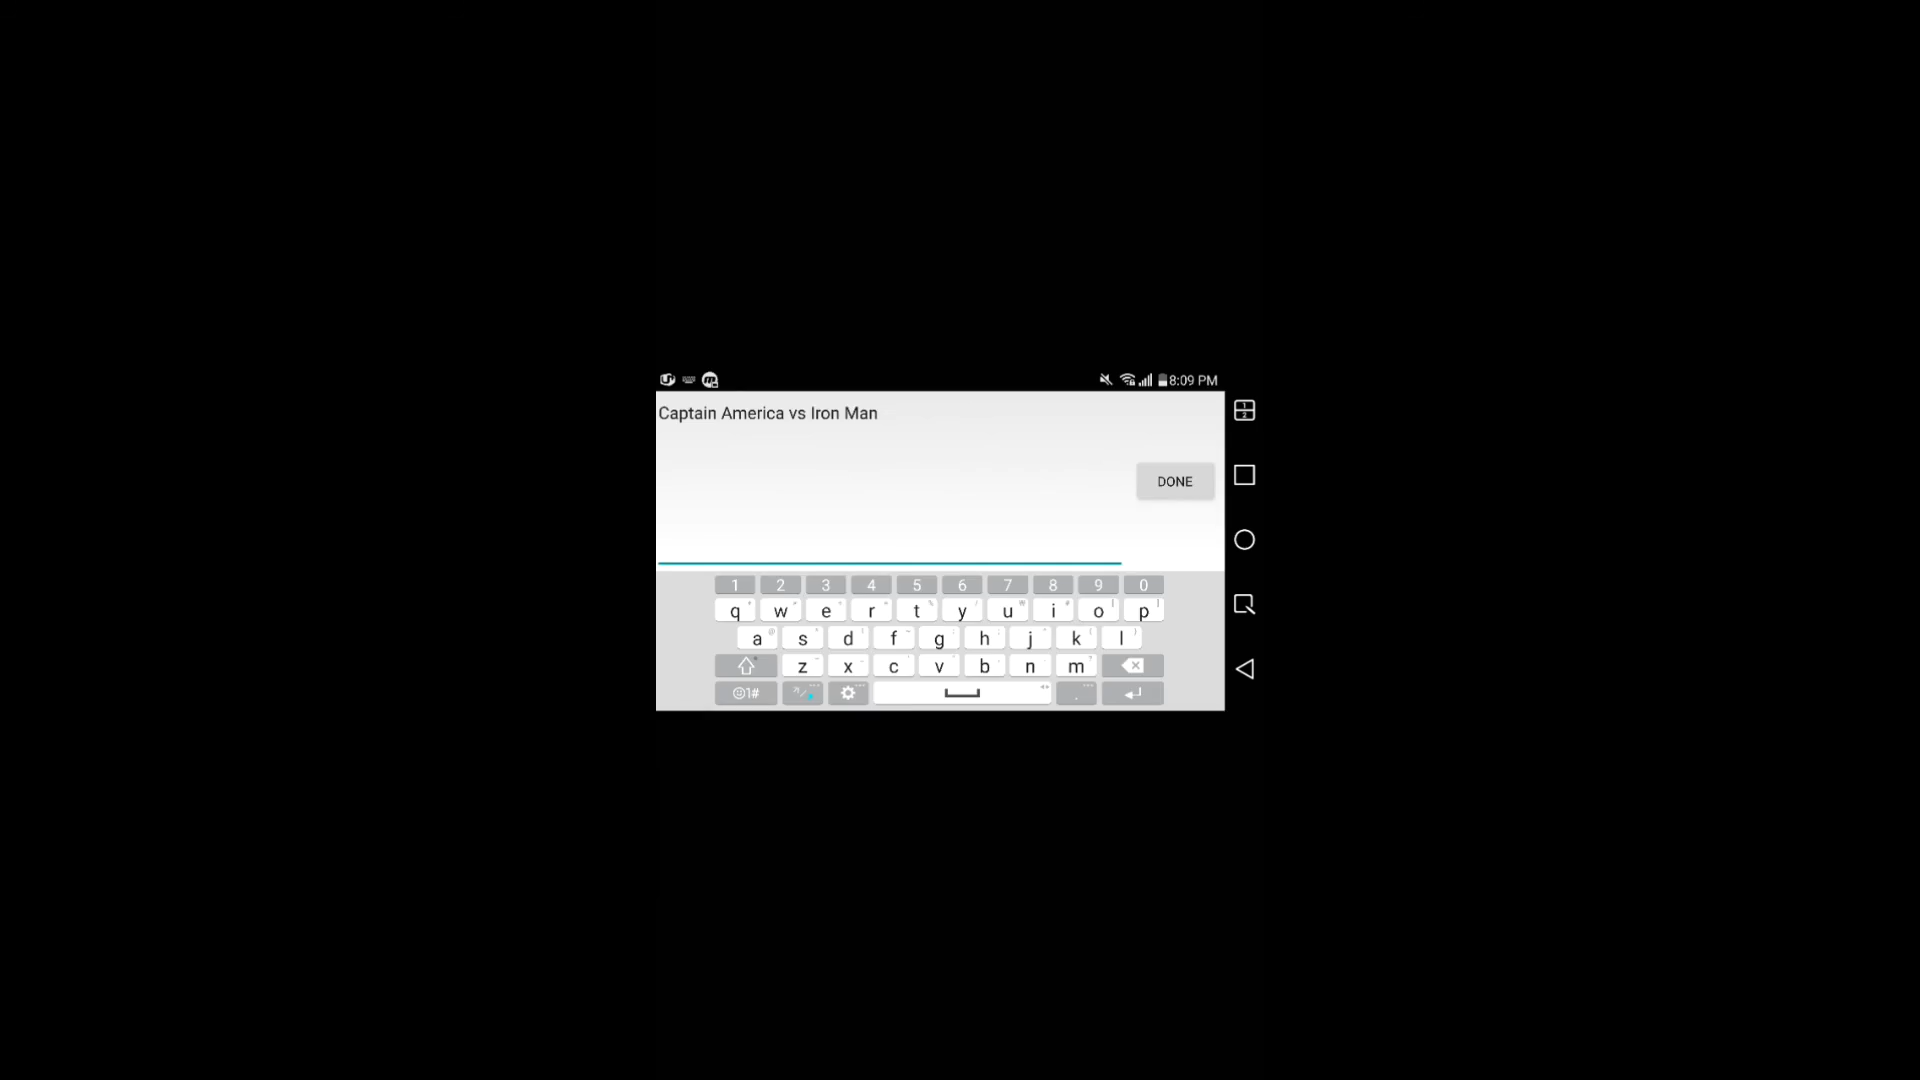 8:09 PM
Captain America vs Iron Man
DONE
1 2 3 4 5 6 7 8 9 0
q w e r t y u i o p
a s d f g h j k l
z x c v b n m
1# .